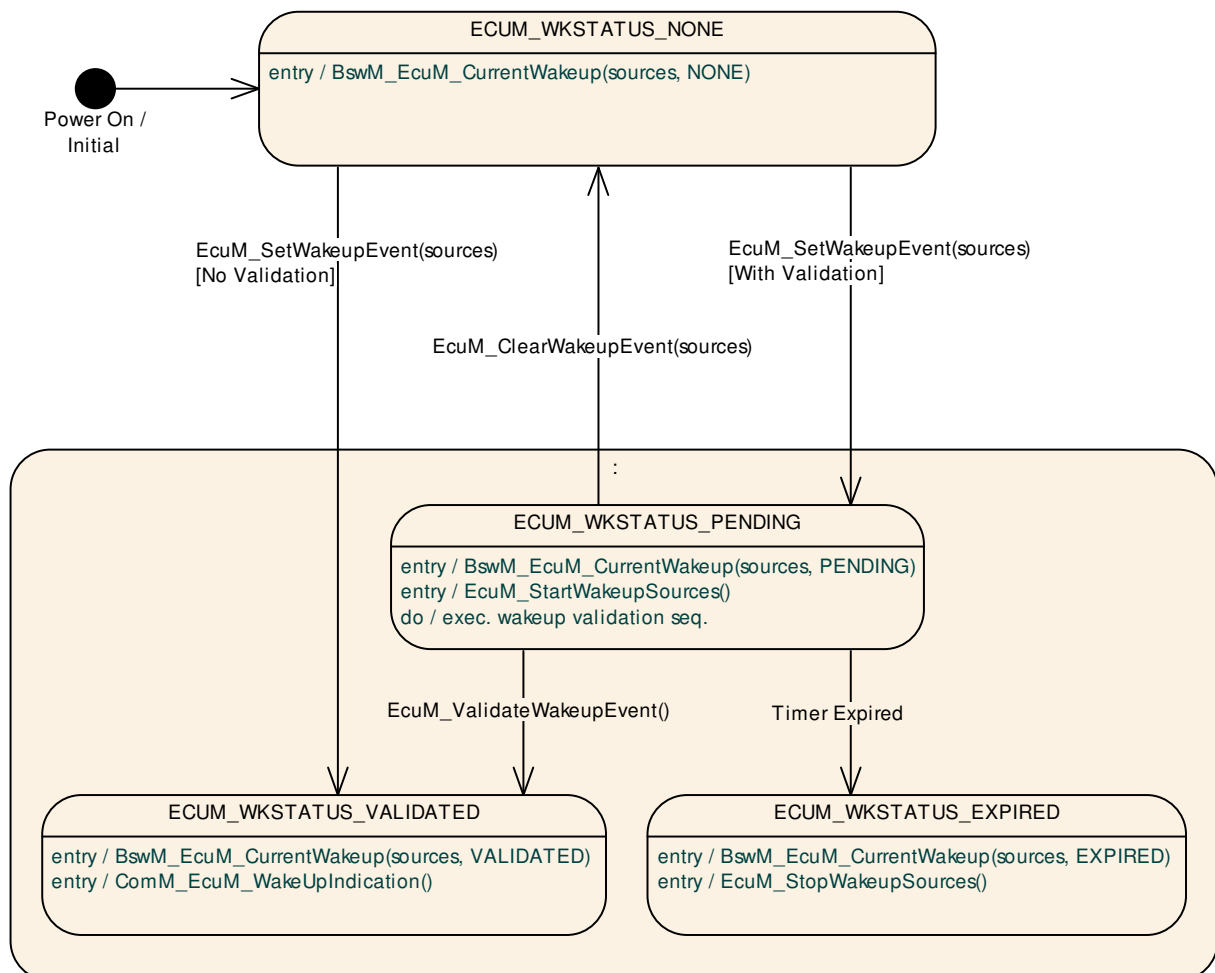 ECUM_WKSTATUS_NONE
entry / BswM_EcuM_CurrentWakeup(sources, NONE)
Power On /
Initial
EcuM_SetWakeupEvent(sources)
[No Validation]
EcuM_SetWakeupEvent(sources)
[With Validation]
EcuM_ClearWakeupEvent(sources)
:
ECUM_WKSTATUS_PENDING
entry / BswM_EcuM_CurrentWakeup(sources, PENDING)
entry / EcuM_StartWakeupSources()
do / exec. wakeup validation seq.
EcuM_ValidateWakeupEvent()
Timer Expired
ECUM_WKSTATUS_VALIDATED
entry / BswM_EcuM_CurrentWakeup(sources, VALIDATED)
entry / ComM_EcuM_WakeUpIndication()
ECUM_WKSTATUS_EXPIRED
entry / BswM_EcuM_CurrentWakeup(sources, EXPIRED)
entry / EcuM_StopWakeupSources()